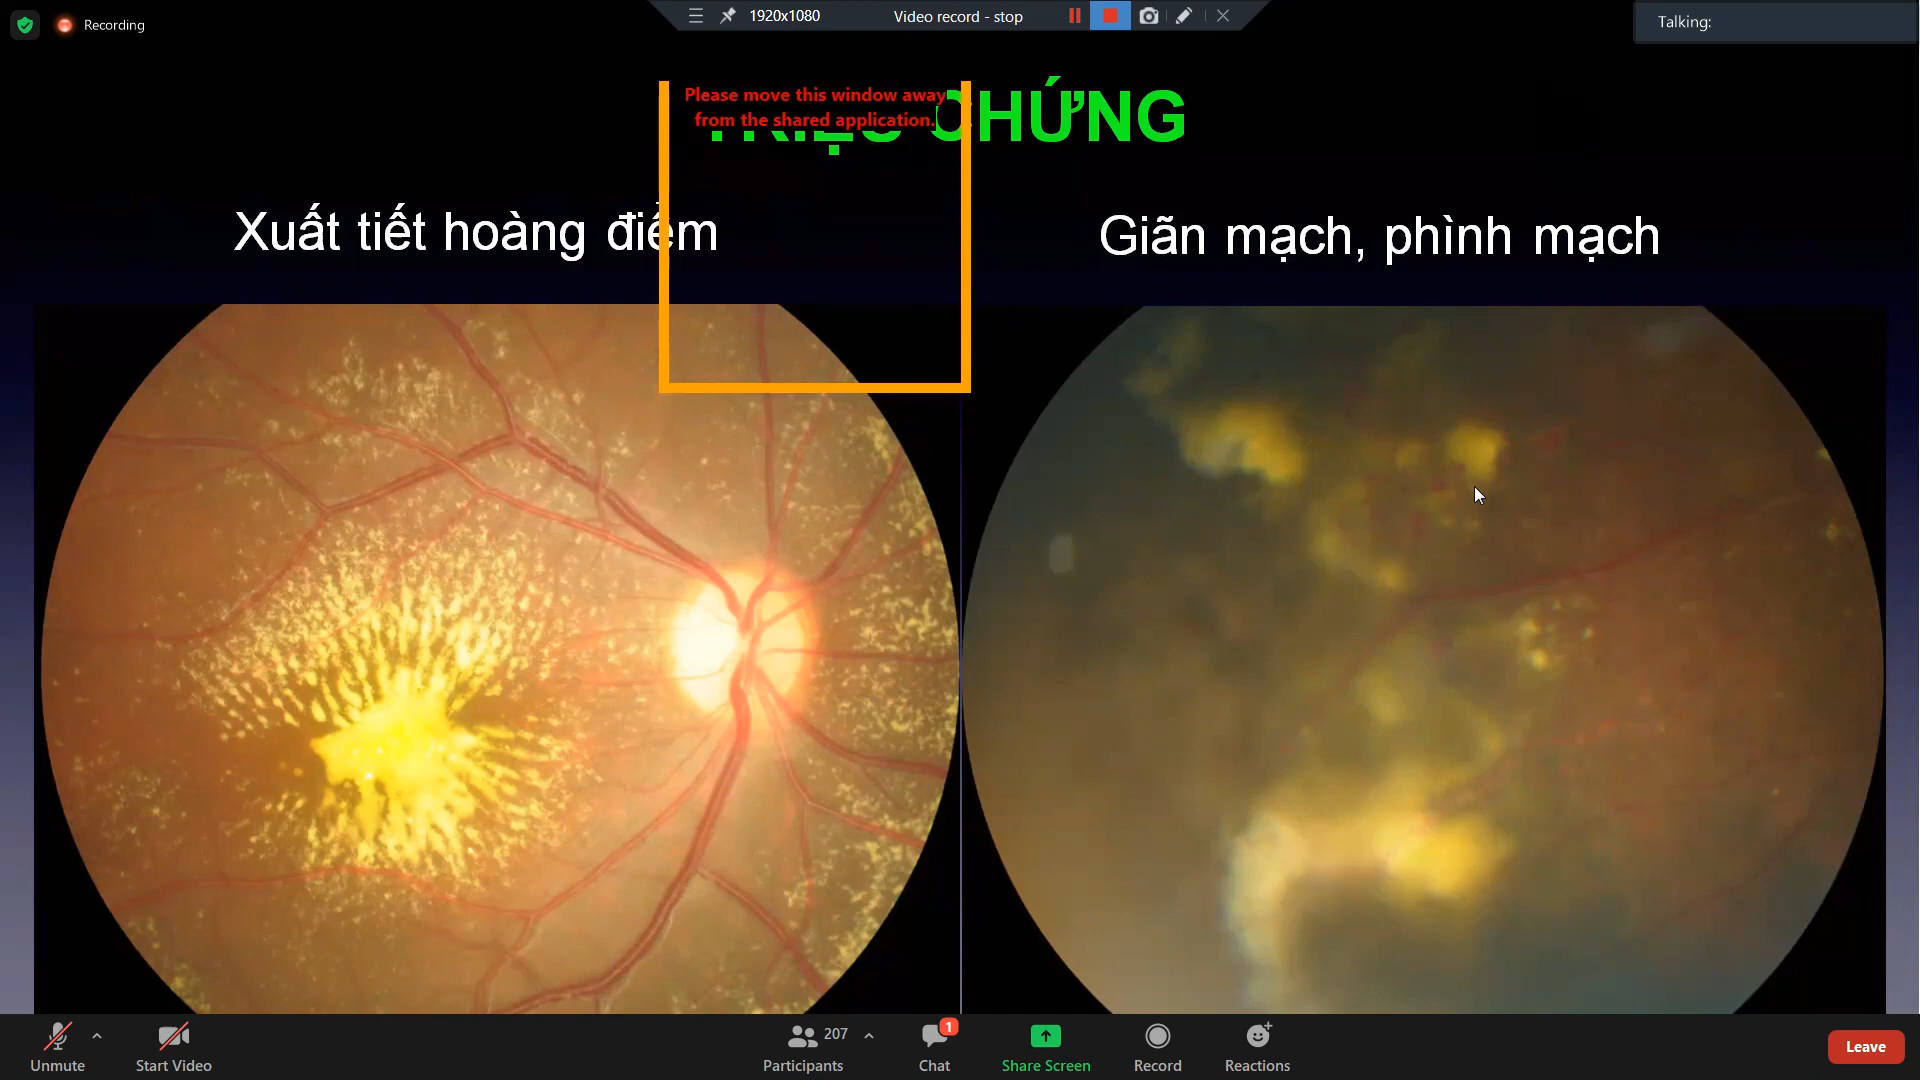 Recording
1920x1080
Video record - stop
Talking:
Please move this window away
from the shared application.
CHỨNG
Xuất tiết hoàng điểm
Giãn mạch, phình mạch
Unmute
Start Video
207
Participants
1
Chat
Share Screen
Record
Reactions
Leave